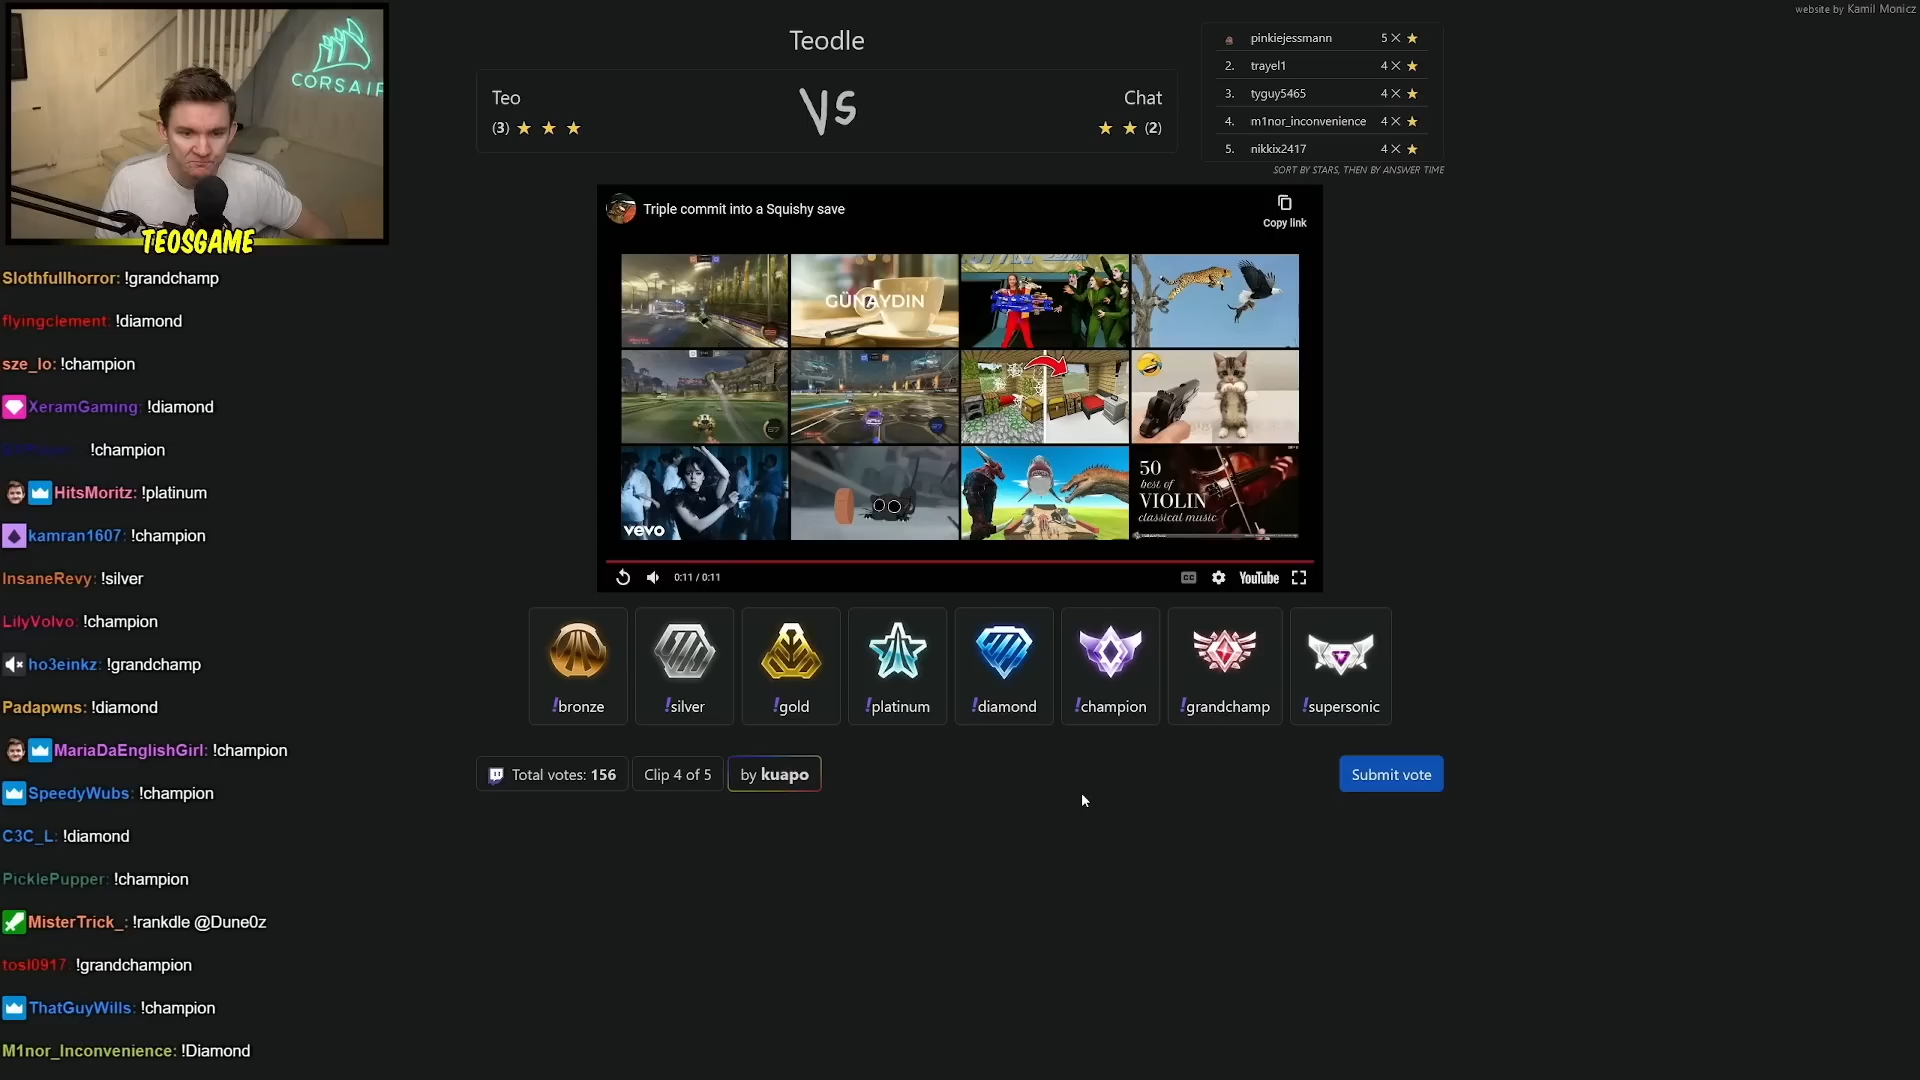 website by Kamil Monicz
CORSAIR
TEOSGAME
Slothfullhorror: !grandchamp
flyingclement: !diamond
sze_lo: !champion
XeramGaming: !diamond
!champion
HitsMoritz: !platinum
kamran1607: !champion
InsaneRevy: !silver
LilyVolvo: !champion
ho3einkz: !grandchamp
Padapwns: !diamond
MariaDaEnglishGirl: !champion
SpeedyWubs: !champion
C3C_L: !diamond
PicklePupper: !champion
MisterTrick_: !rankdle @Dune0z
tosl0917: !grandchampion
ThatGuyWills: !champion
M1nor_Inconvenience: !Diamond
Teodle
Teo
(3)
VS
Chat
(2)
pinkiejessmann 5 ×
2. trayel1 4 ×
3. tyguy5465 4 ×
4. m1nor_inconvenience 4 ×
5. nikkix2417 4 ×
SORT BY STARS, THEN BY ANSWER TIME
Triple commit into a Squishy save
Copy link
GÜNAYDIN
vevo
50
best of
VIOLIN
classical music
0:11 / 0:11
CC
YouTube
!bronze
!silver
!gold
!platinum
!diamond
!champion
!grandchamp
!supersonic
Total votes: 156
Clip 4 of 5
by kuapo
Submit vote